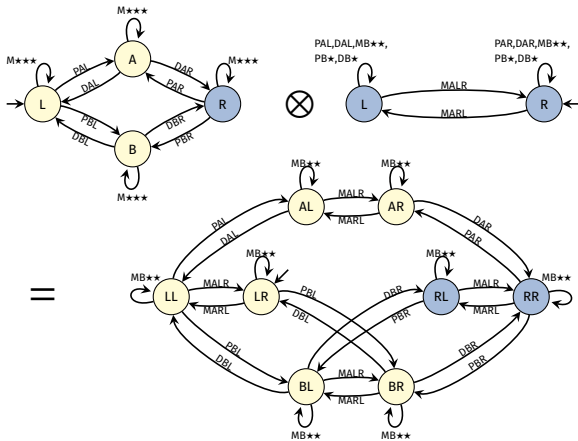 M★★★
A
M★★★
M★★★
PAL
DAL
DAR
PAR
L
R
PBL
DBL
DBR
PBR
B
M★★★
⊗
PAL,DAL,MB★★,
PB★,DB★
PAR,DAR,MB★★,
PB★,DB★
L
MALR
MARL
R
=
MB★★
MB★★
AL
MALR
MARL
AR
PAL
DAL
DAR
PAR
MB★★
MB★★
MB★★
MB★★
LL
MALR
MARL
LR
PBL
DBL
DBR
PBR
RL
MALR
MARL
RR
PBL
DBL
DBR
PBR
BL
MALR
MARL
BR
MB★★
MB★★